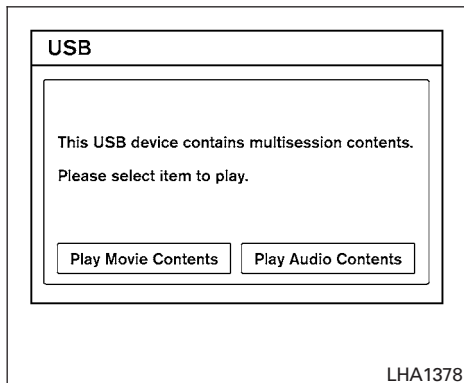 USB
This USB device contains multisession contents.
Please select item to play.
Play Movie Contents Play Audio Contents
LHA1378